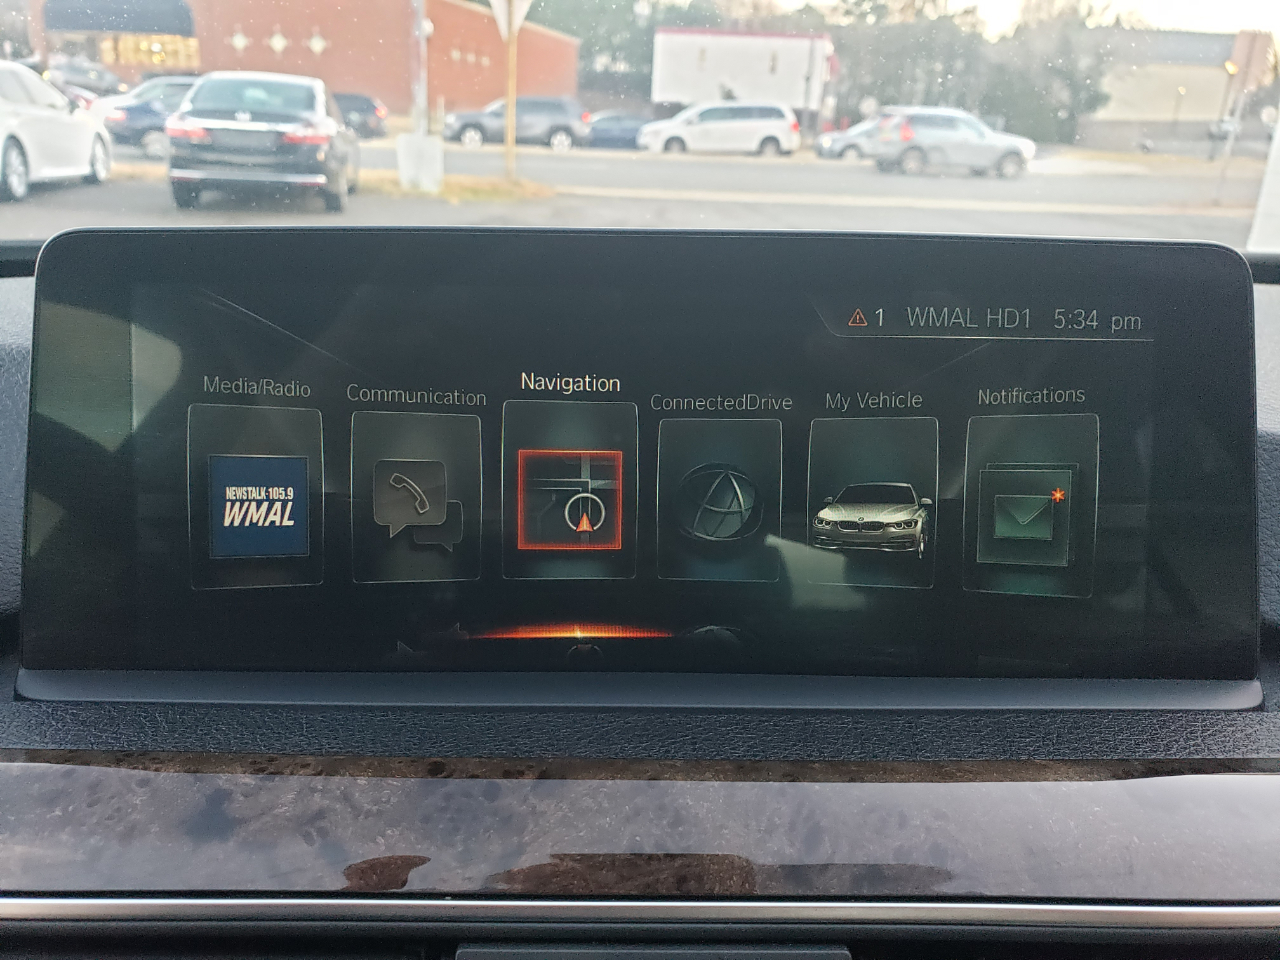 1 WMAL HD1 5:34 pm
Media/Radio
Communication
Navigation
ConnectedDrive
My Vehicle
Notifications
NEWSTALK·105.9
WMAL